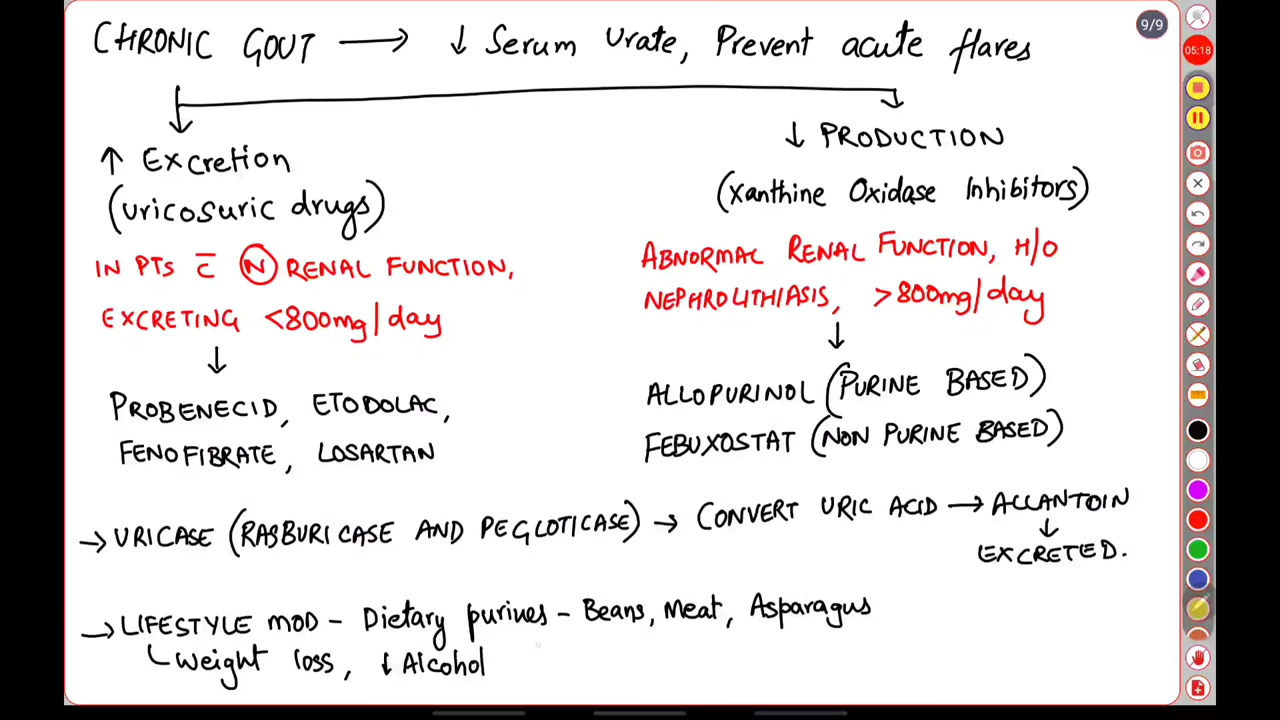 CHRONIC GOUT → ↓ Serum Urate, Prevent acute flares
9/9
05:18
↑ Excretion
(uricosuric drugs)
IN PTS c̅ Ⓝ RENAL FUNCTION,
EXCRETING <800mg/day
↓
PROBENECID, ETODOLAC,
FENOFIBRATE, LOSARTAN
↓ PRODUCTION
(Xanthine Oxidase Inhibitors)
ABNORMAL RENAL FUNCTION, H/O
NEPHROLITHIASIS, >800mg/day
↓
ALLOPURINOL (PURINE BASED)
FEBUXOSTAT (NON PURINE BASED)
→ URICASE (RASBURICASE AND PEGLOTICASE) → CONVERT URIC ACID → ALLANTOIN
↓
EXCRETED.
→ LIFESTYLE MOD - Dietary purines - Beans, Meat, Asparagus
Weight loss, ↓ Alcohol